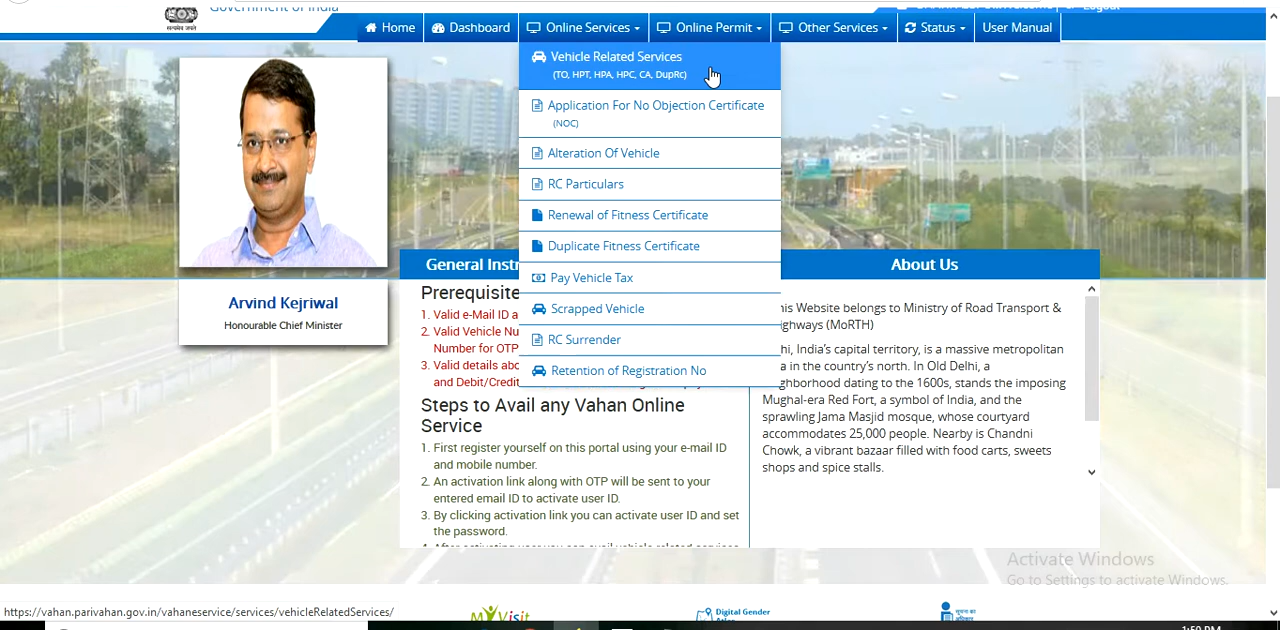 Government of India
सत्यमेव जयते
Home
Dashboard
Online Services
Online Permit
Other Services
Status
User Manual
Vehicle Related Services
(TO, HPT, HPA, HPC, CA, DupRc)
Application For No Objection Certificate
(NOC)
Alteration Of Vehicle
RC Particulars
Renewal of Fitness Certificate
Duplicate Fitness Certificate
Pay Vehicle Tax
Scrapped Vehicle
RC Surrender
Retention of Registration No
Arvind Kejriwal
Honourable Chief Minister
General Instr
Prerequisite
1. Valid e-Mail ID a
2. Valid Vehicle Nu
Number for OTP
3. Valid details abo
and Debit/Credit
Steps to Avail any Vahan Online
Service
1. First register yourself on this portal using your e-mail ID
and mobile number.
2. An activation link along with OTP will be sent to your
entered email ID to activate user ID.
3. By clicking activation link you can activate user ID and set
the password.
About Us
his Website belongs to Ministry of Road Transport &
ighways (MoRTH)
hi, India's capital territory, is a massive metropolitan
a in the country's north. In Old Delhi, a
ghborhood dating to the 1600s, stands the imposing
Mughal-era Red Fort, a symbol of India, and the
sprawling Jama Masjid mosque, whose courtyard
accommodates 25,000 people. Nearby is Chandni
Chowk, a vibrant bazaar filled with food carts, sweets
shops and spice stalls.
Activate Windows
Go to Settings to activate Windows.
https://vahan.parivahan.gov.in/vahaneservice/services/vehicleRelatedServices/
MyVisit
Digital Gender
सूचना का
1:50 PM